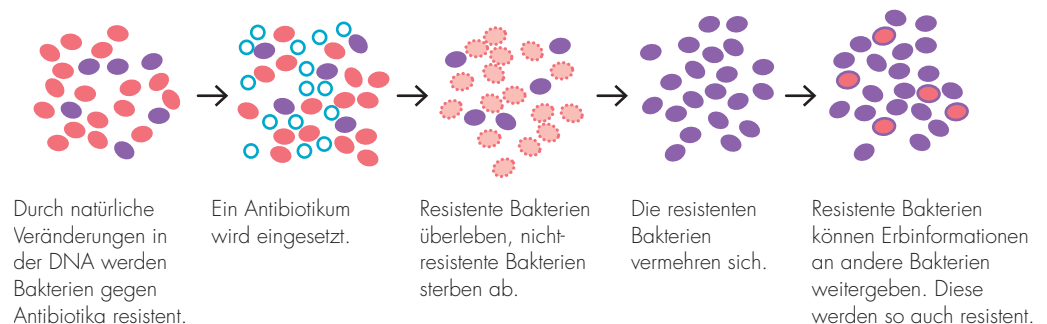 Durch natürliche
Veränderungen in
der DNA werden
Bakterien gegen
Antibiotika resistent.
Ein Antibiotikum
wird eingesetzt.
Resistente Bakterien
überleben, nicht-
resistente Bakterien
sterben ab.
Die resistenten
Bakterien
vermehren sich.
Resistente Bakterien
können Erbinformationen
an andere Bakterien
weitergeben. Diese
werden so auch resistent.